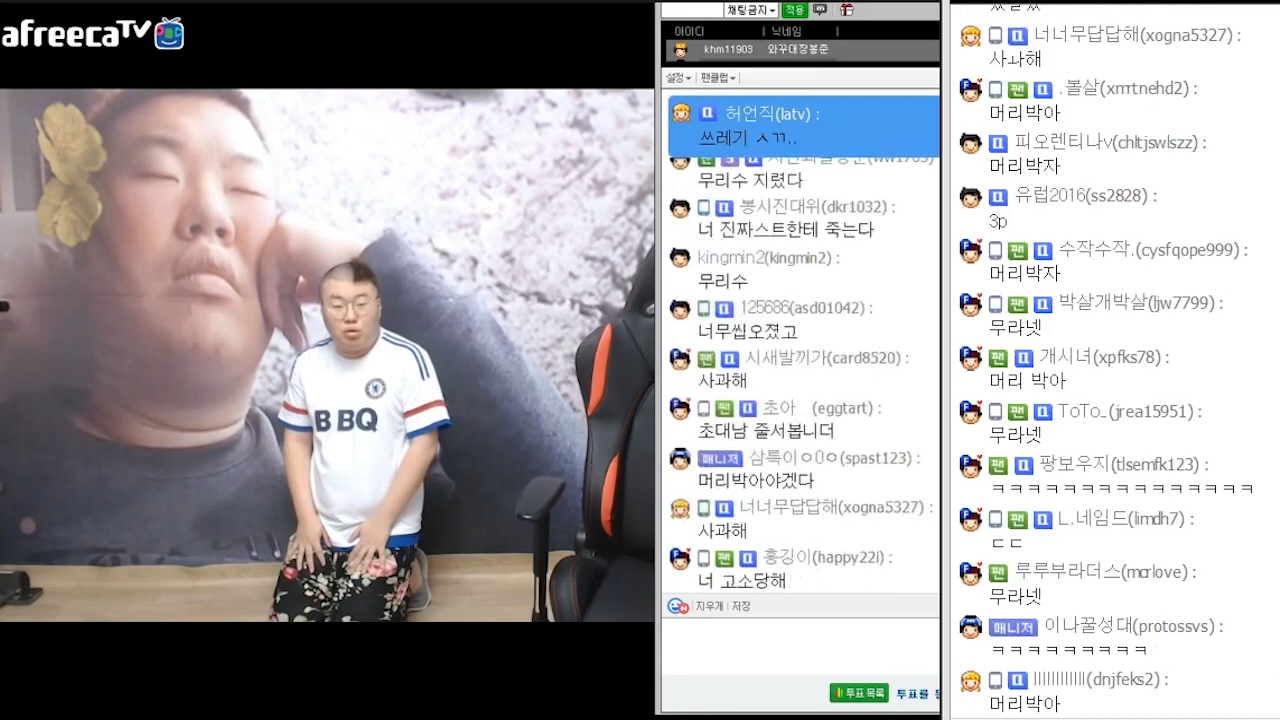 afreecaTV
B BQ
채팅금지 적용
아이디 닉네임
khm11903 와꾸대장봉준
설정 팬클럽
허언직(latv) :
쓰레기 ㅅㄲ..
무리수 지렸다
봉시진대위(dkr1032) :
너 진짜스트한테 죽는다
kingmin2(kingmin2) :
무리수
125686(asd01042) :
너무씹오졌고
팬 시새발끼가(card8520) :
사과해
팬 초아 (eggtart) :
초대남 줄서봅니더
매니저 삼톡이ㅇ0ㅇ(spast123) :
머리박아야겠다
너너무답답해(xogna5327) :
사과해
팬 홍깅이(happy22i) :
너 고소당해
지우개 저장
투표목록 투표를
너너무답답해(xogna5327) :
사과해
팬 .볼살(xrrrtnehd2) :
머리박아
피오렌티나v(chltjswlszz) :
머리박자
유럽2016(ss2828) :
3p
팬 수작수작.(cysfqope999) :
머리박자
팬 박살개박살(ljw7799) :
무라넷
팬 개시녀(xpfks78) :
머리 박아
팬 ToTo_(jrea15951) :
무라넷
팬 팡보우지(tlsemfk123) :
ㅋㅋㅋㅋㅋㅋㅋㅋㅋㅋㅋㅋㅋㅋㅋ
팬 L.네임드(limdh7) :
ㄷㄷ
팬 루루부라더스(mcrlove) :
무라넷
매니저 이나꿀성대(protossvs) :
ㅋㅋㅋㅋㅋㅋㅋㅋㅋ
llllllllllll(dnjfeks2) :
머리박아